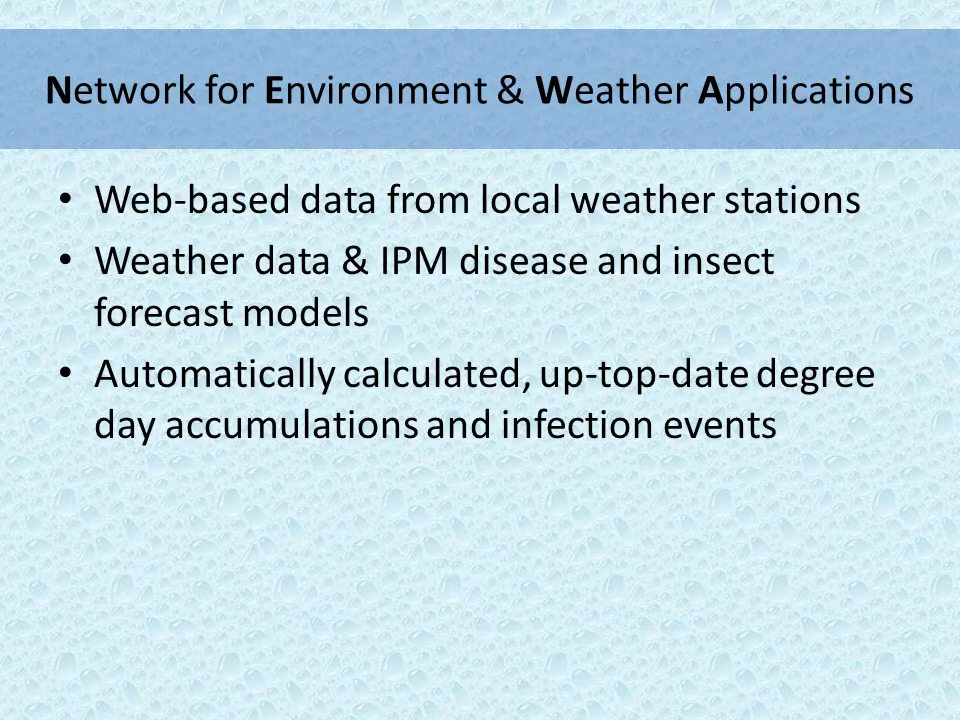 Network for Environment & Weather Applications
• Web-based data from local weather stations
• Weather data & IPM disease and insect
forecast models
• Automatically calculated, up-top-date degree
day accumulations and infection events